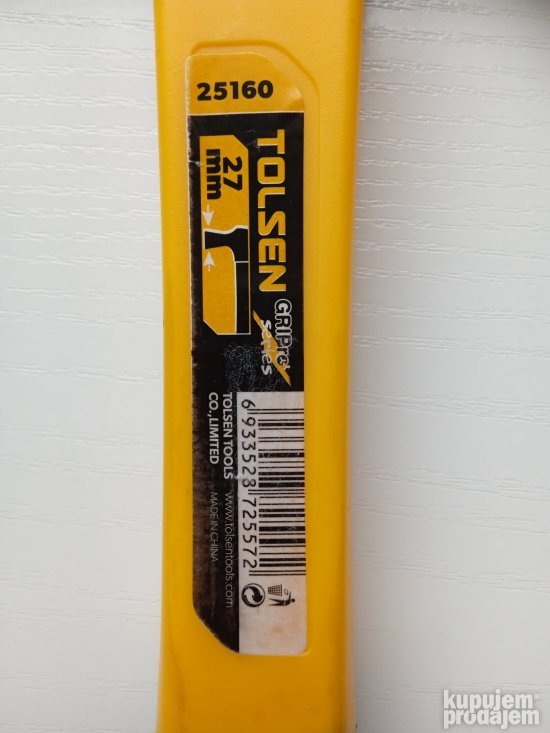 25160
TOLSEN
27
mm
GRIPro
series
6 933528 725572
TOLSEN TOOLS
CO.,LIMITED
www.tolsentools.com
MADE IN CHINA
kupujem
prodajem